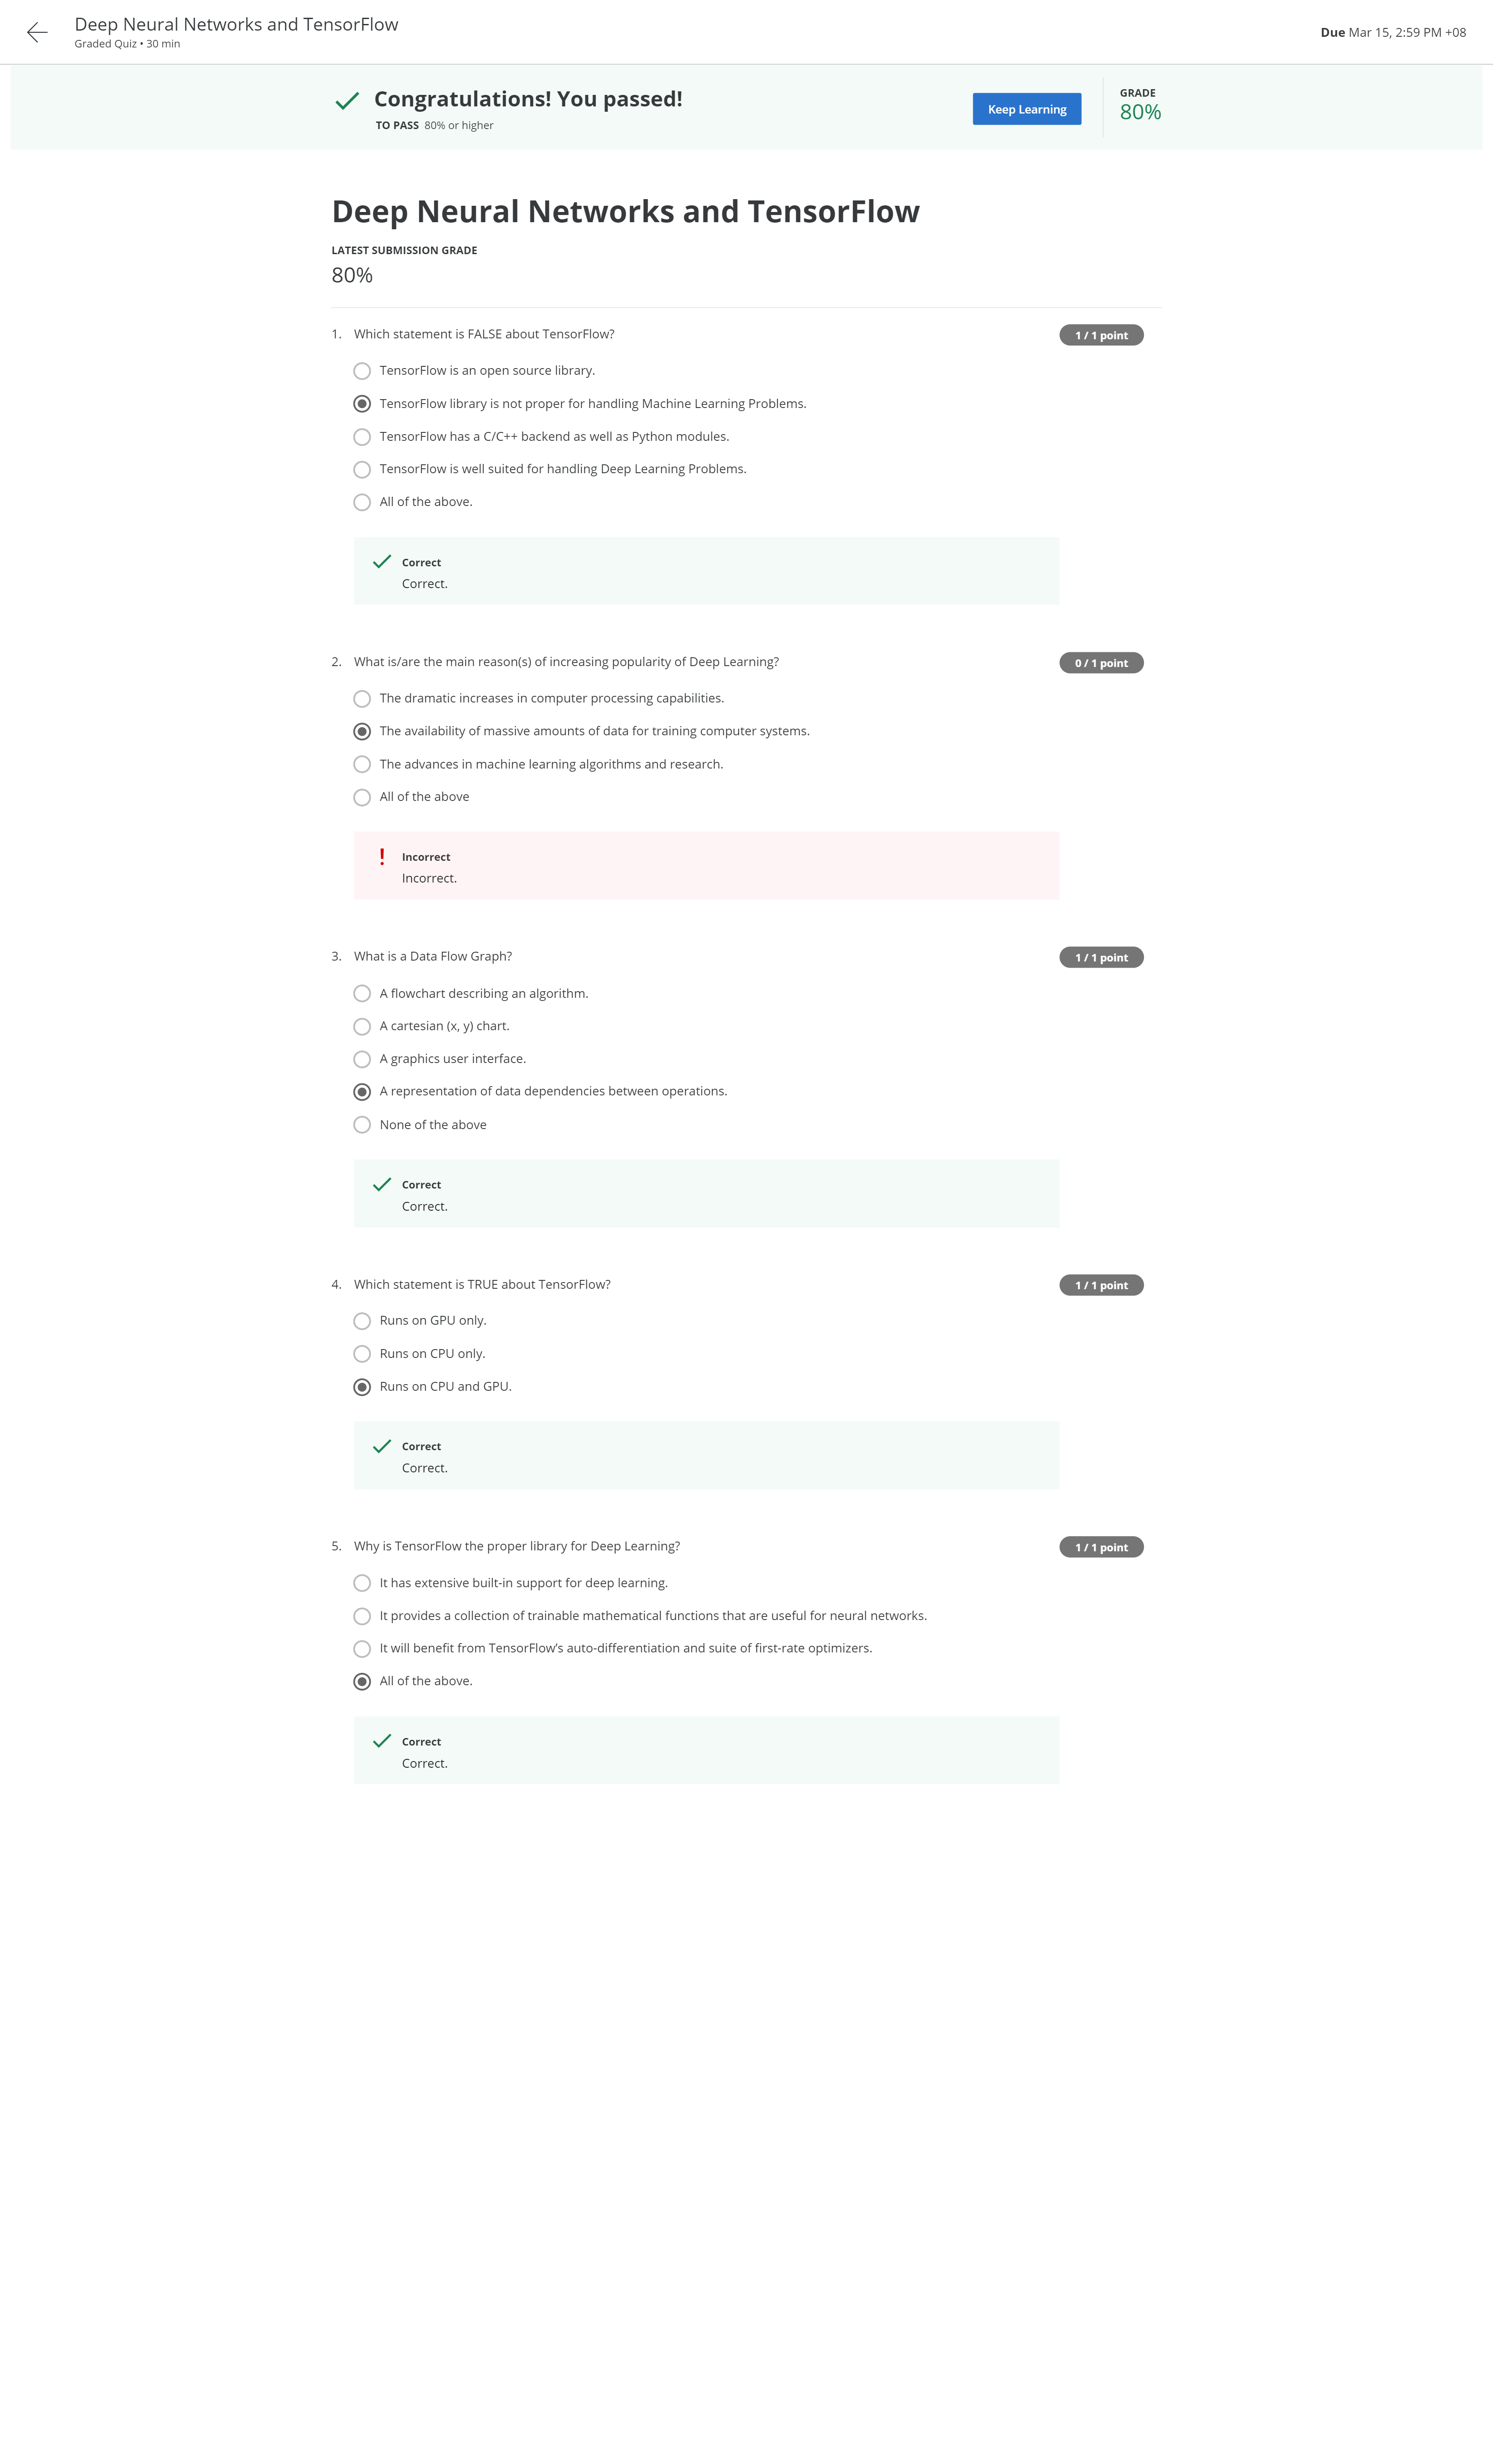 Deep Neural Networks and TensorFlow
Graded Quiz • 30 min
Due Mar 15, 2:59 PM +08
Congratulations! You passed!
TO PASS 80% or higher
Keep Learning
GRADE
80%
Deep Neural Networks and TensorFlow
LATEST SUBMISSION GRADE
80%
1. Which statement is FALSE about TensorFlow?
1 / 1 point
TensorFlow is an open source library.
TensorFlow library is not proper for handling Machine Learning Problems.
TensorFlow has a C/C++ backend as well as Python modules.
TensorFlow is well suited for handling Deep Learning Problems.
All of the above.
Correct
Correct.
2. What is/are the main reason(s) of increasing popularity of Deep Learning?
0 / 1 point
The dramatic increases in computer processing capabilities.
The availability of massive amounts of data for training computer systems.
The advances in machine learning algorithms and research.
All of the above
Incorrect
Incorrect.
3. What is a Data Flow Graph?
1 / 1 point
A flowchart describing an algorithm.
A cartesian (x, y) chart.
A graphics user interface.
A representation of data dependencies between operations.
None of the above
Correct
Correct.
4. Which statement is TRUE about TensorFlow?
1 / 1 point
Runs on GPU only.
Runs on CPU only.
Runs on CPU and GPU.
Correct
Correct.
5. Why is TensorFlow the proper library for Deep Learning?
1 / 1 point
It has extensive built-in support for deep learning.
It provides a collection of trainable mathematical functions that are useful for neural networks.
It will benefit from TensorFlow’s auto-differentiation and suite of first-rate optimizers.
All of the above.
Correct
Correct.